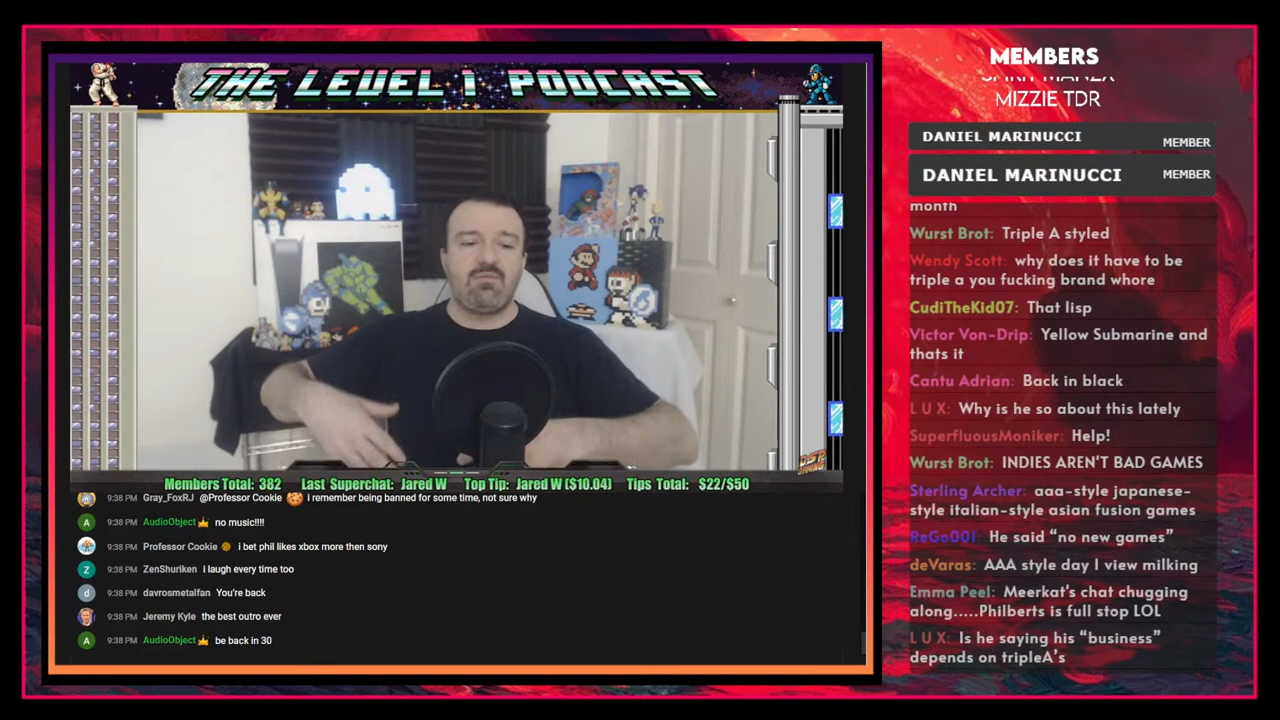 THE LEVEL 1 PODCAST
Members Total: 382 Last Superchat: Jared W Top Tip: Jared W ($10.04) Tips Total: $22/$50
9:38 PM Gray_FoxRJ @Professor Cookie 🍪 i remember being banned for some time, not sure why
A 9:38 PM AudioObject no music!!!!
9:38 PM Professor Cookie i bet phil likes xbox more then sony
Z 9:38 PM ZenShuriken i laugh every time too
d 9:38 PM davrosmetalfan You're back
9:38 PM Jeremy Kyle the best outro ever
A 9:38 PM AudioObject be back in 30
DSP
GAMING
MEMBERS
MIZZIE TDR
DANIEL MARINUCCI MEMBER
DANIEL MARINUCCI MEMBER
month
Wurst Brot: Triple A styled
Wendy Scott: why does it have to be
triple a you fucking brand whore
CudiTheKid07: That lisp
Victor Von-Drip: Yellow Submarine and
thats it
Cantu Adrian: Back in black
L U X: Why is he so about this lately
SuperfluousMoniker: Help!
Wurst Brot: INDIES AREN'T BAD GAMES
Sterling Archer: aaa-style japanese-
style italian-style asian fusion games
ReGo001: He said "no new games"
deVaras: AAA style day 1 view milking
Emma Peel: Meerkat's chat chugging
along.....Philberts is full stop LOL
L U X: Is he saying his "business"
depends on tripleA's